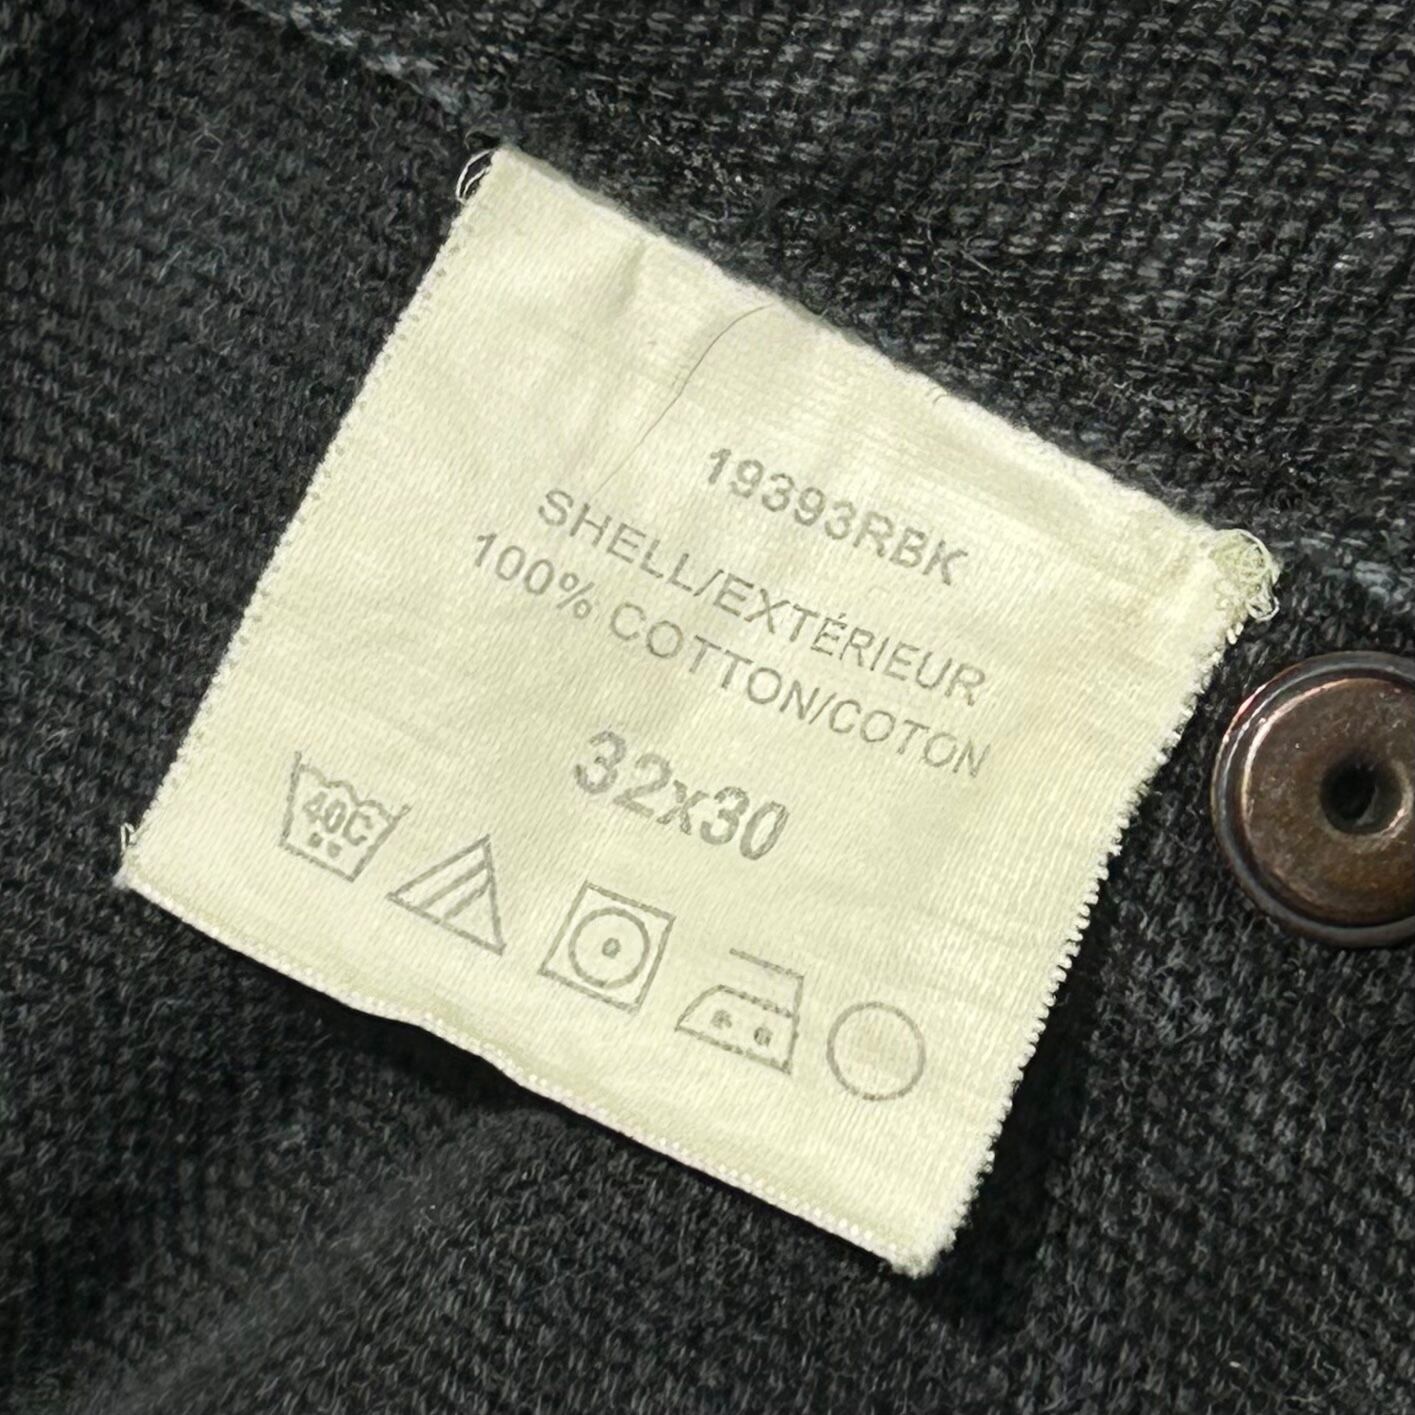 19393RBK
SHELL/EXTÉRIEUR
100% COTTON/COTON
32x30
40C